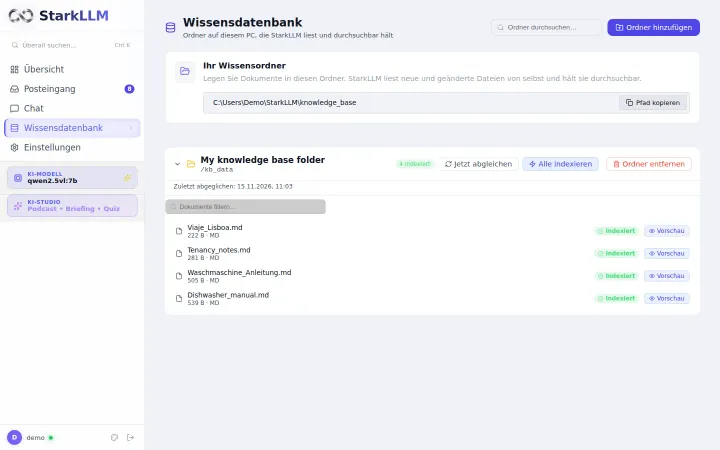 StarkLLM
Überall suchen...
Ctrl K
Übersicht
Posteingang
8
Chat
Wissensdatenbank
Einstellungen
KI-MODELL
qwen2.5vl:7b
KI-STUDIO
Podcast • Briefing • Quiz
D
demo
Wissensdatenbank
Ordner auf diesem PC, die StarkLLM liest und durchsuchbar hält
Ordner durchsuchen...
Ordner hinzufügen
Ihr Wissensordner
Legen Sie Dokumente in diesen Ordner. StarkLLM liest neue und geänderte Dateien von selbst und hält sie durchsuchbar.
C:\Users\Demo\StarkLLM\knowledge_base
Pfad kopieren
My knowledge base folder
/kb_data
4 indexiert
Jetzt abgleichen
Alle indexieren
Ordner entfernen
Zuletzt abgeglichen: 15.11.2026, 11:03
Dokumente filtern...
Viaje_Lisboa.md
222 B · MD
Indexiert
Vorschau
Tenancy_notes.md
281 B · MD
Indexiert
Vorschau
Waschmaschine_Anleitung.md
505 B · MD
Indexiert
Vorschau
Dishwasher_manual.md
539 B · MD
Indexiert
Vorschau